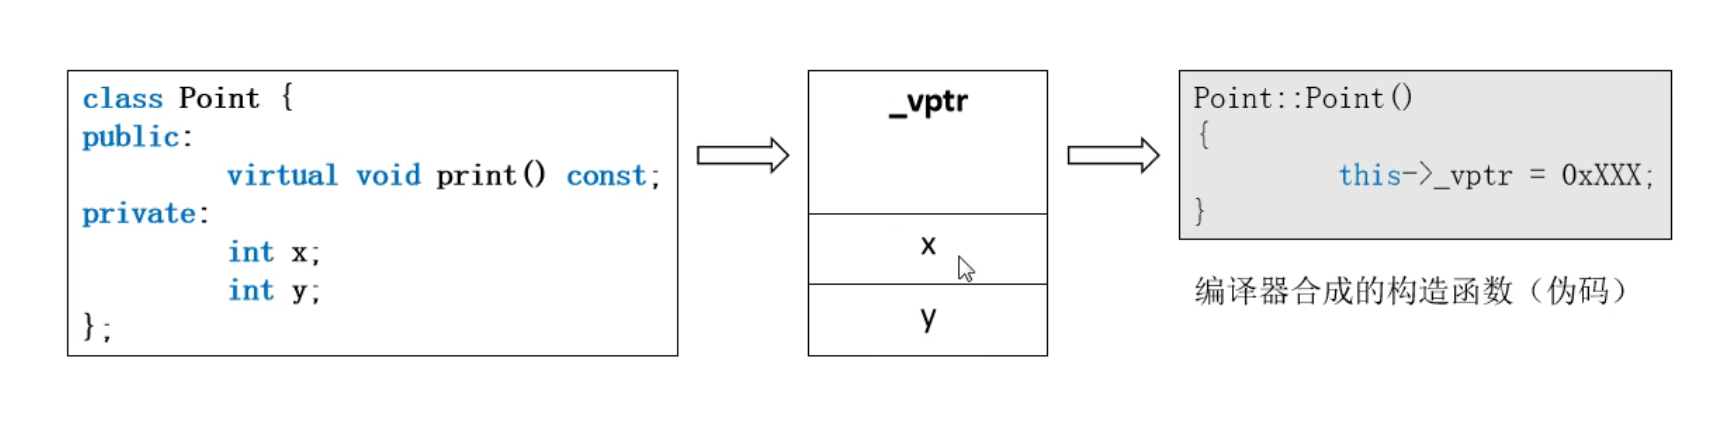 class Point {
public:
virtual void print() const;
private:
int x;
int y;
};
_vptr
x
y
Point::Point()
{
this->_vptr = 0xXXX;
}
编译器合成的构造函数（伪码）